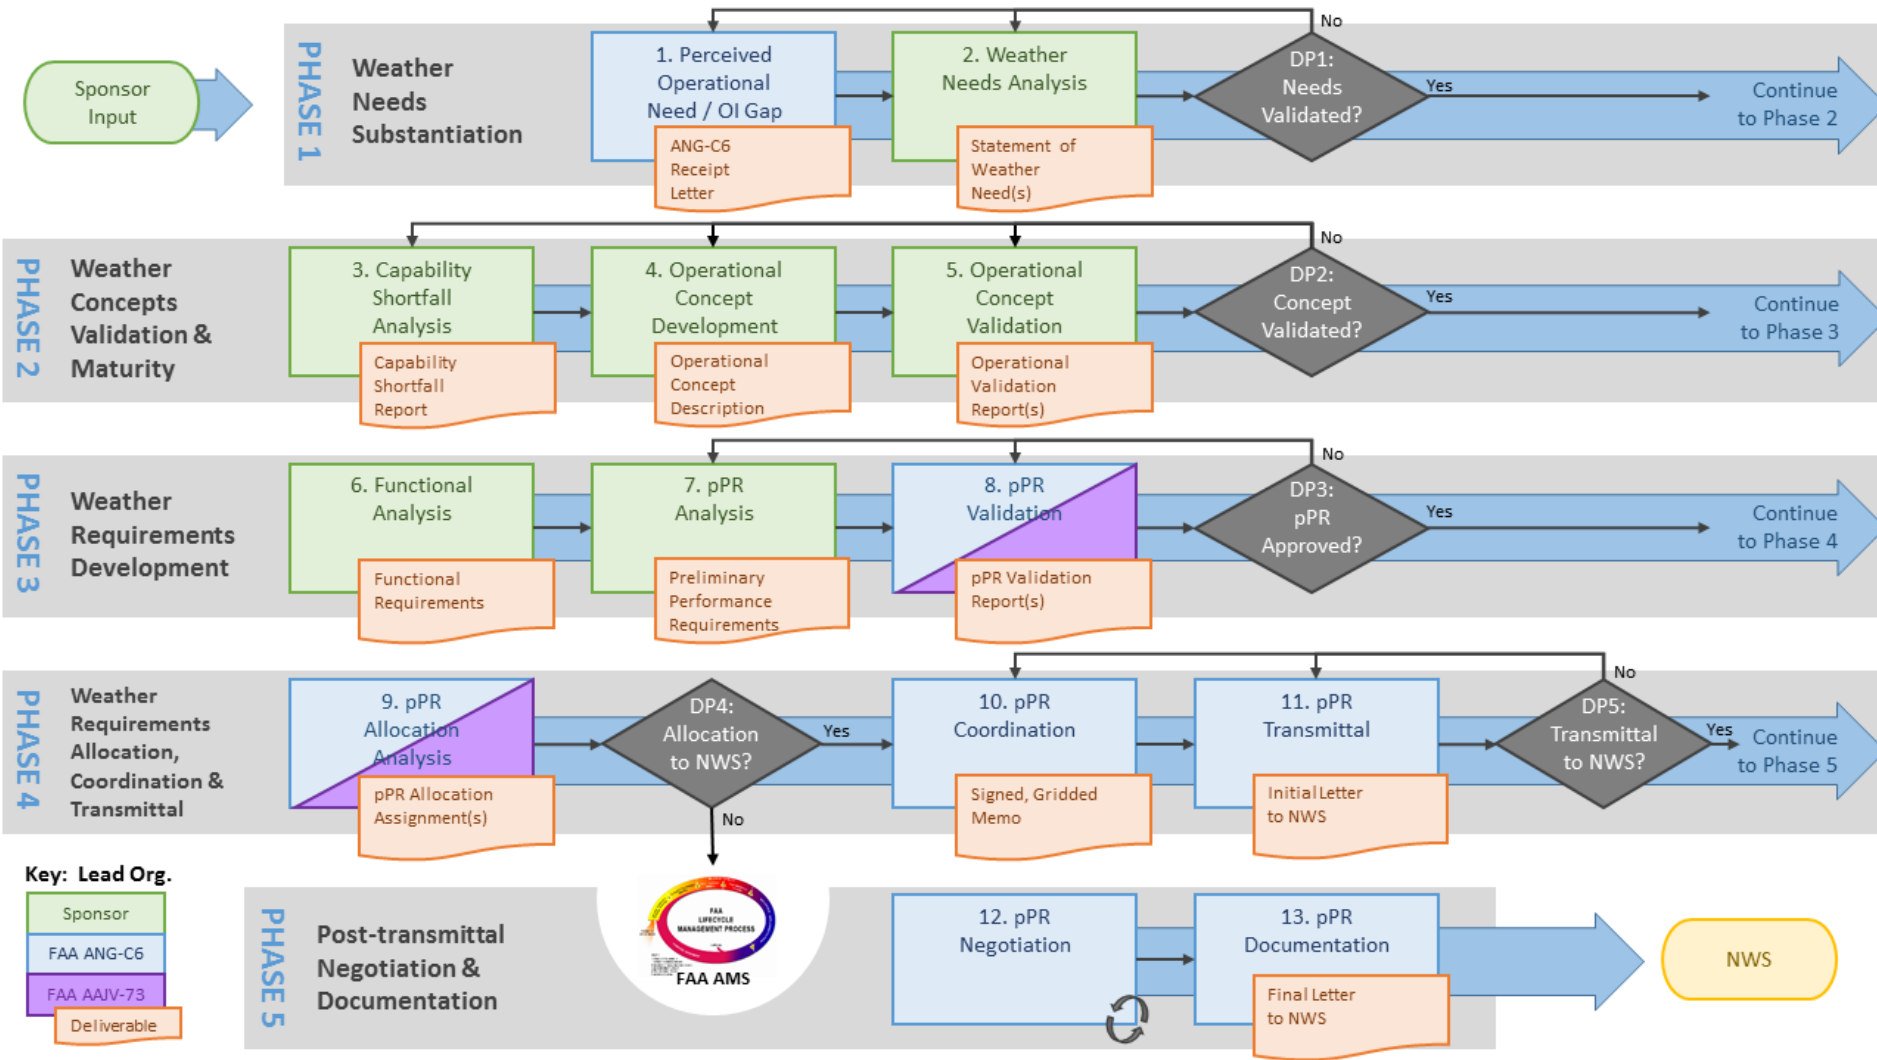 Sponsor
Input
PHASE 1
Weather
Needs
Substantiation
1. Perceived
Operational
Need / OI Gap
ANG-C6
Receipt
Letter
2. Weather
Needs Analysis
Statement of
Weather
Need(s)
DP1:
Needs
Validated?
No
Yes
Continue
to Phase 2
PHASE 2
Weather
Concepts
Validation &
Maturity
3. Capability
Shortfall
Analysis
Capability
Shortfall
Report
4. Operational
Concept
Development
Operational
Concept
Description
5. Operational
Concept
Validation
Operational
Validation
Report(s)
DP2:
Concept
Validated?
No
Yes
Continue
to Phase 3
PHASE 3
Weather
Requirements
Development
6. Functional
Analysis
Functional
Requirements
7. pPR
Analysis
Preliminary
Performance
Requirements
8. pPR
Validation
pPR Validation
Report(s)
DP3:
pPR
Approved?
No
Yes
Continue
to Phase 4
PHASE 4
Weather
Requirements
Allocation,
Coordination &
Transmittal
9. pPR
Allocation
Analysis
pPR Allocation
Assignment(s)
DP4:
Allocation
to NWS?
Yes
No
10. pPR
Coordination
Signed, Gridded
Memo
11. pPR
Transmittal
Initial Letter
to NWS
DP5:
Transmittal
to NWS?
No
Yes
Continue
to Phase 5
Key: Lead Org.
Sponsor
FAA ANG-C6
FAA AAJV-73
Deliverable
PHASE 5
Post-transmittal
Negotiation &
Documentation
FAA
LIFECYCLE
MANAGEMENT PROCESS
FAA AMS
12. pPR
Negotiation
13. pPR
Documentation
Final Letter
to NWS
NWS